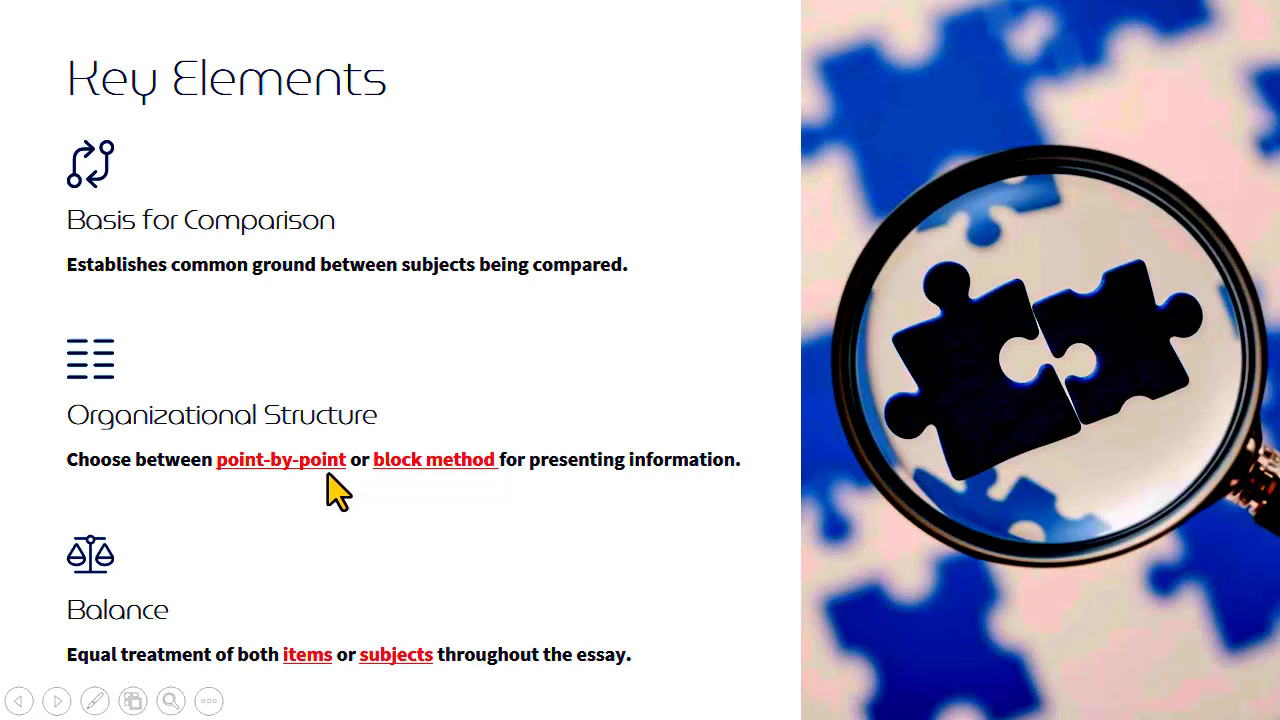 Key Elements
Basis for Comparison
Establishes common ground between subjects being compared.
Organizational Structure
Choose between point-by-point or block method for presenting information.
Balance
Equal treatment of both items or subjects throughout the essay.